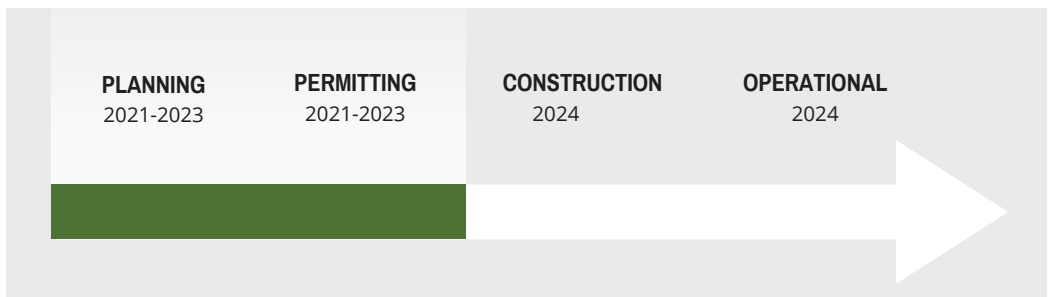 PLANNING
2021-2023
PERMITTING
2021-2023
CONSTRUCTION
2024
OPERATIONAL
2024